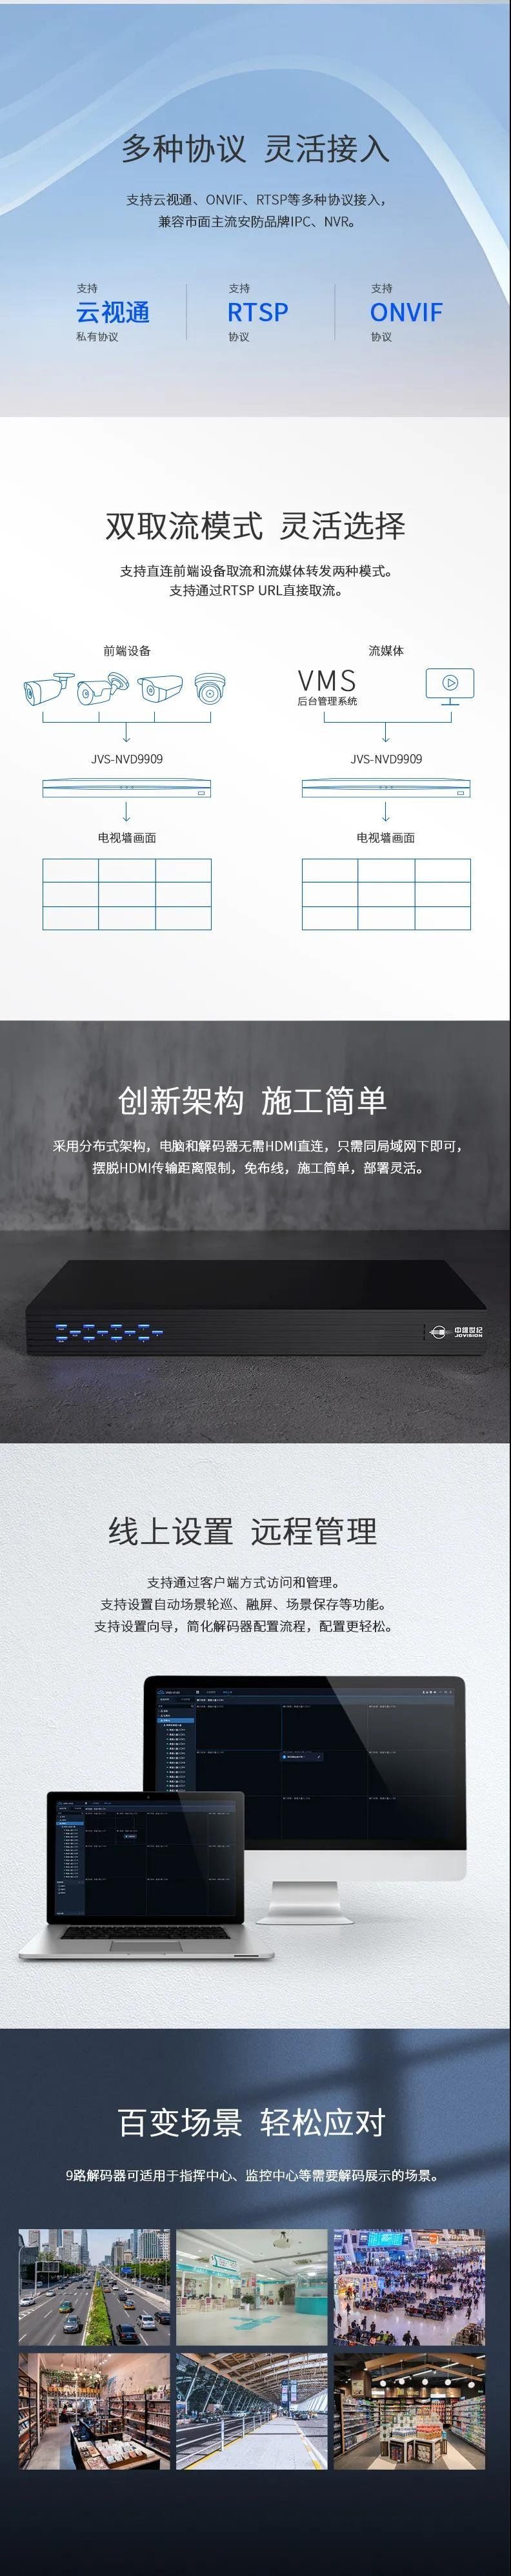 多种协议 灵活接入
支持云视通、ONVIF、RTSP等多种协议接入，
兼容市面主流安防品牌IPC、NVR。
支持
云视通
私有协议
支持
RTSP
协议
支持
ONVIF
协议
双取流模式 灵活选择
支持直连前端设备取流和流媒体转发两种模式。
支持通过RTSP URL直接取流。
前端设备
JVS-NVD9909
电视墙画面
流媒体
VMS
后台管理系统
JVS-NVD9909
电视墙画面
创新架构 施工简单
采用分布式架构，电脑和解码器无需HDMI直连，只需同局域网下即可，
摆脱HDMI传输距离限制，免布线，施工简单，部署灵活。
中维世纪
JOVISION
线上设置 远程管理
支持通过客户端方式访问和管理。
支持设置自动场景轮巡、融屏、场景保存等功能。
支持设置向导，简化解码器配置流程，配置更轻松。
百变场景 轻松应对
9路解码器可适用于指挥中心、监控中心等需要解码展示的场景。